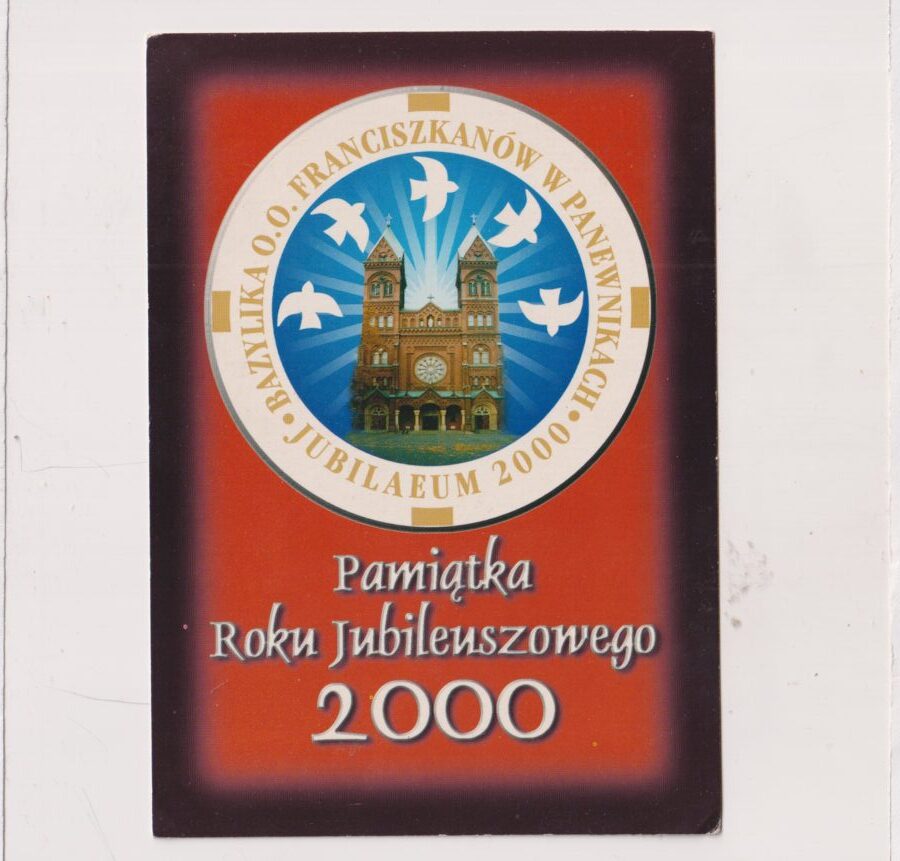 • BAZYLIKA O.O. FRANCISZKANÓW W PANEWNIKACH •
JUBILAEUM 2000
Pamiątka
Roku Jubileuszowego
2000